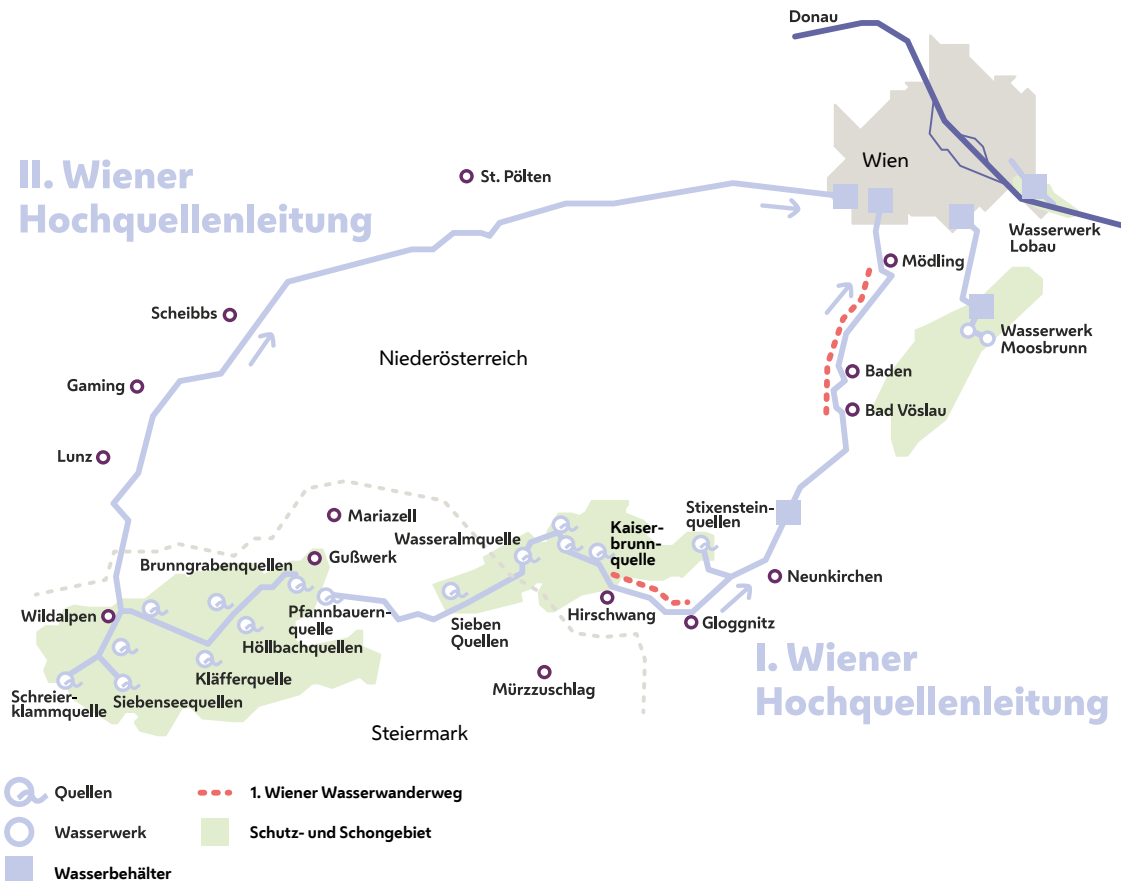 Donau
Wien
II. Wiener
Hochquellenleitung
St. Pölten
Wasserwerk
Lobau
Mödling
Scheibbs
Niederösterreich
Wasserwerk
Moosbrunn
Gaming
Baden
Bad Vöslau
Lunz
Mariazell
Stixenstein-
quellen
Wasseralmquelle
Kaiser-
brunn-
quelle
Gußwerk
Brunngrabenquellen
Neunkirchen
Wildalpen
Pfannbauern-
quelle
Sieben
Quellen
Hirschwang
Gloggnitz
Höllbachquellen
Kläfferquelle
I. Wiener
Hochquellenleitung
Mürzzuschlag
Schreier-
klammquelle
Siebenseequellen
Steiermark
Quellen
1. Wiener Wasserwanderweg
Wasserwerk
Schutz- und Schongebiet
Wasserbehälter